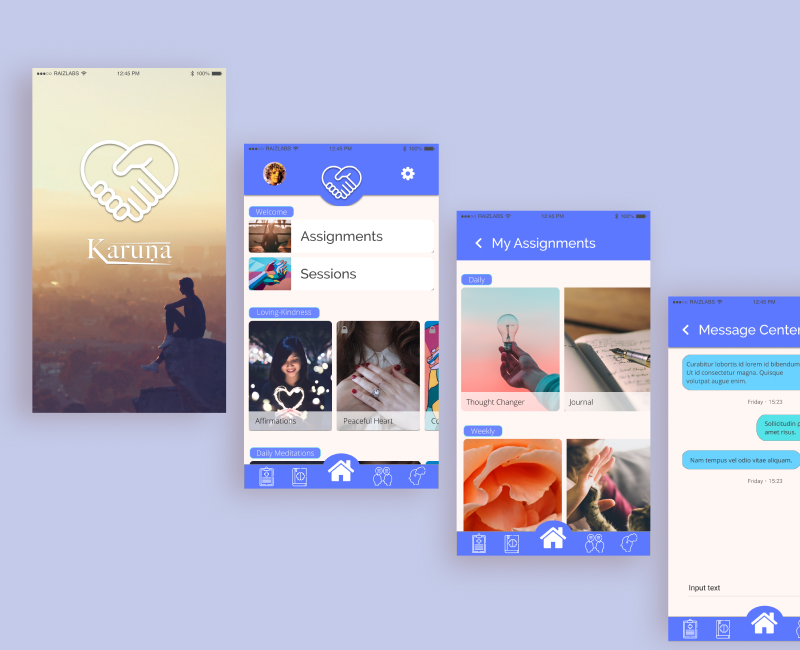 RAIZLABS 12:45 PM 100%
Karuṇa
RAIZLABS 12:45 PM 100%
Welcome
Assignments
Sessions
Loving-Kindness
Affirmations
Peaceful Heart
Daily Meditations
RAIZLABS 12:45 PM 100%
My Assignments
Daily
Thought Changer
Journal
Weekly
RAIZLABS 12:45 PM
Message Center
Curabitur lobortis id lorem id bibendum.
Ut id consectetur magna. Quisque
volutpat augue enim.
Friday - 15:23
Sollicitudin
amet risus.
Nam tempus vel odio vitae aliquam.
Friday - 15:23
Input text